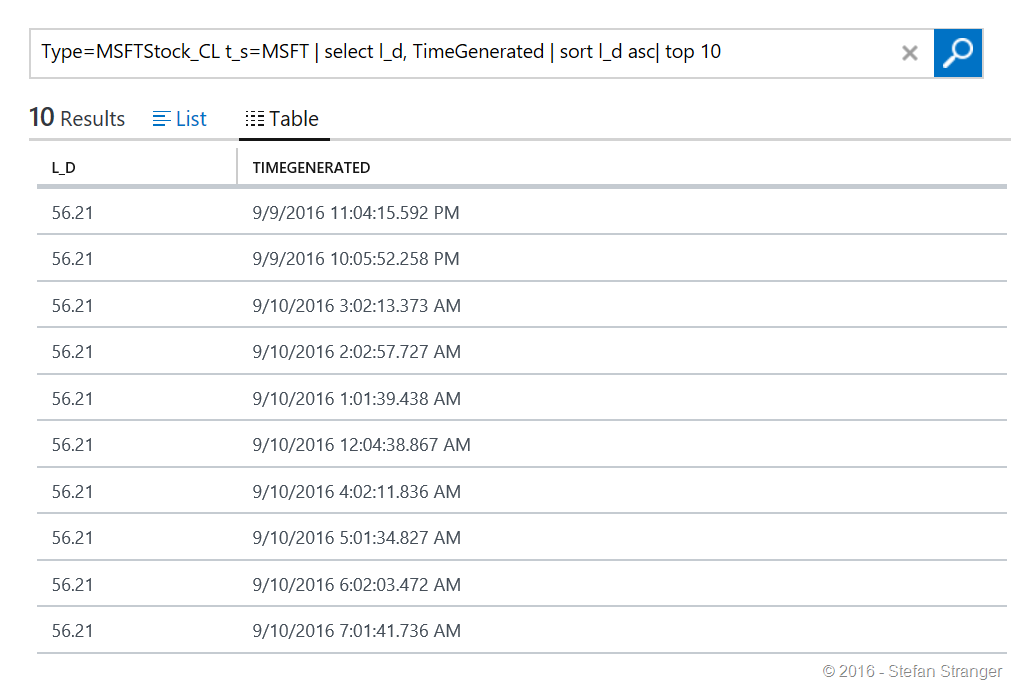 Type=MSFTStock_CL t_s=MSFT | select l_d, TimeGenerated | sort l_d asc| top 10
10 Results List Table
L_D TIMEGENERATED
56.21 9/9/2016 11:04:15.592 PM
56.21 9/9/2016 10:05:52.258 PM
56.21 9/10/2016 3:02:13.373 AM
56.21 9/10/2016 2:02:57.727 AM
56.21 9/10/2016 1:01:39.438 AM
56.21 9/10/2016 12:04:38.867 AM
56.21 9/10/2016 4:02:11.836 AM
56.21 9/10/2016 5:01:34.827 AM
56.21 9/10/2016 6:02:03.472 AM
56.21 9/10/2016 7:01:41.736 AM
© 2016 - Stefan Stranger